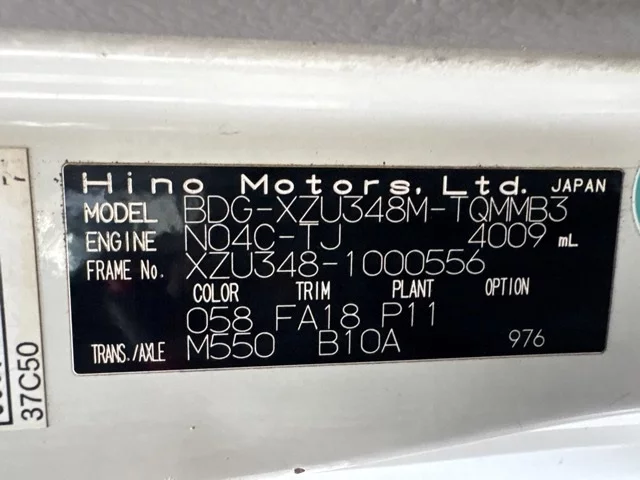 Hino Motors, Ltd. JAPAN
MODEL BDG-XZU348M-TQMMB3
ENGINE N04C-TJ 4009 mL
FRAME No. XZU348-1000556
COLOR TRIM PLANT OPTION
058 FA18 P11
TRANS./AXLE M550 B10A 976
37C50